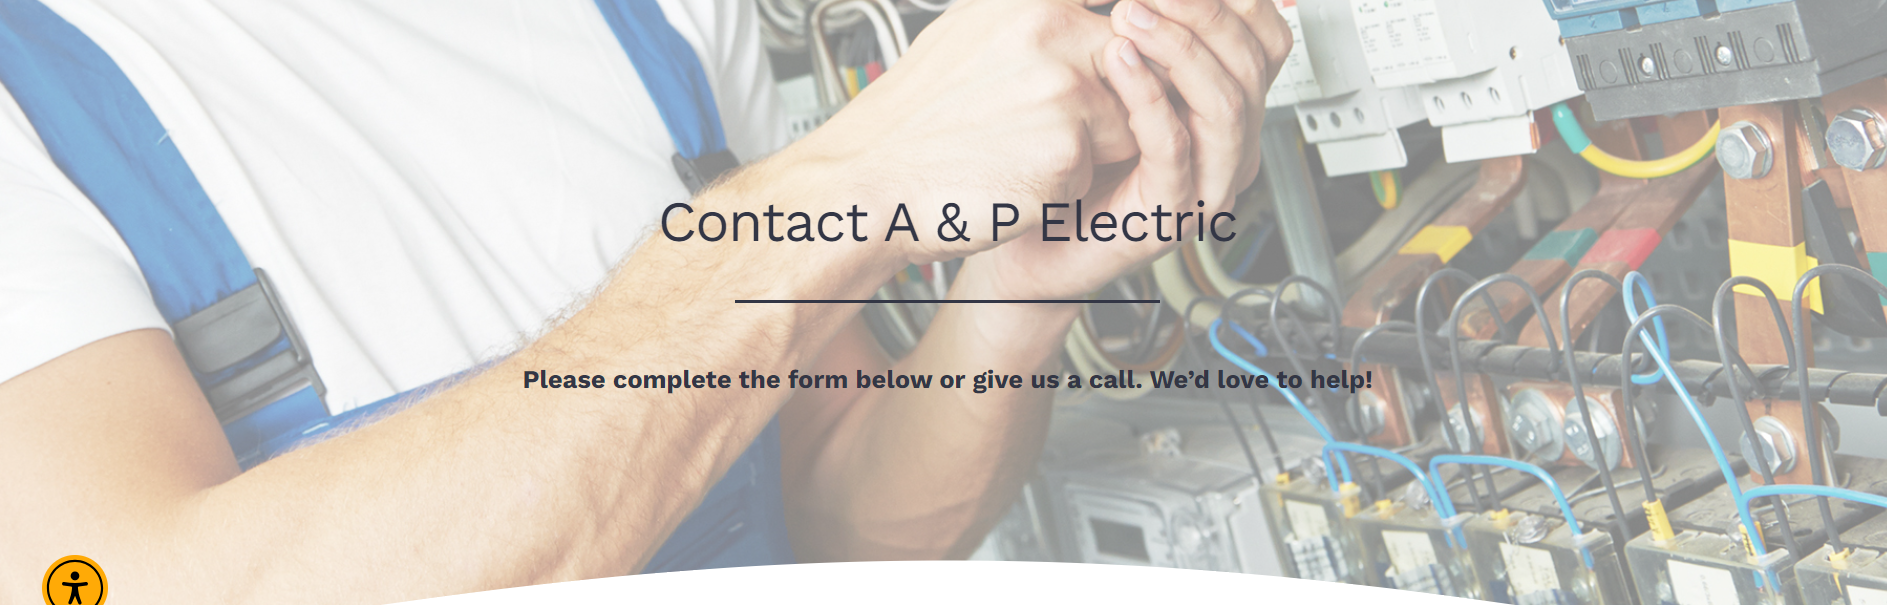 Contact A & P Electric
Please complete the form below or give us a call. We’d love to help!